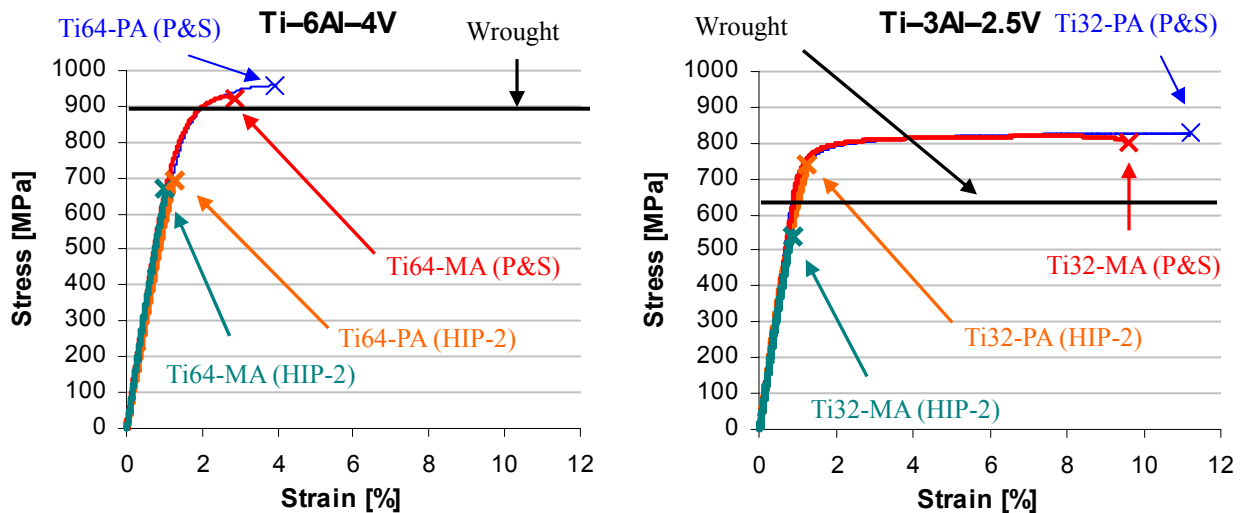 Ti–6Al–4V
Ti64-PA (P&S)
Wrought
1000
900
800
700
600
500
400
300
200
100
0
Stress [MPa]
Ti64-MA (P&S)
Ti64-PA (HIP-2)
Ti64-MA (HIP-2)
0 2 4 6 8 10 12
Strain [%]
Ti–3Al–2.5V
Wrought
Ti32-PA (P&S)
1000
900
800
700
600
500
400
300
200
100
0
Stress [MPa]
Ti32-MA (P&S)
Ti32-PA (HIP-2)
Ti32-MA (HIP-2)
0 2 4 6 8 10 12
Strain [%]